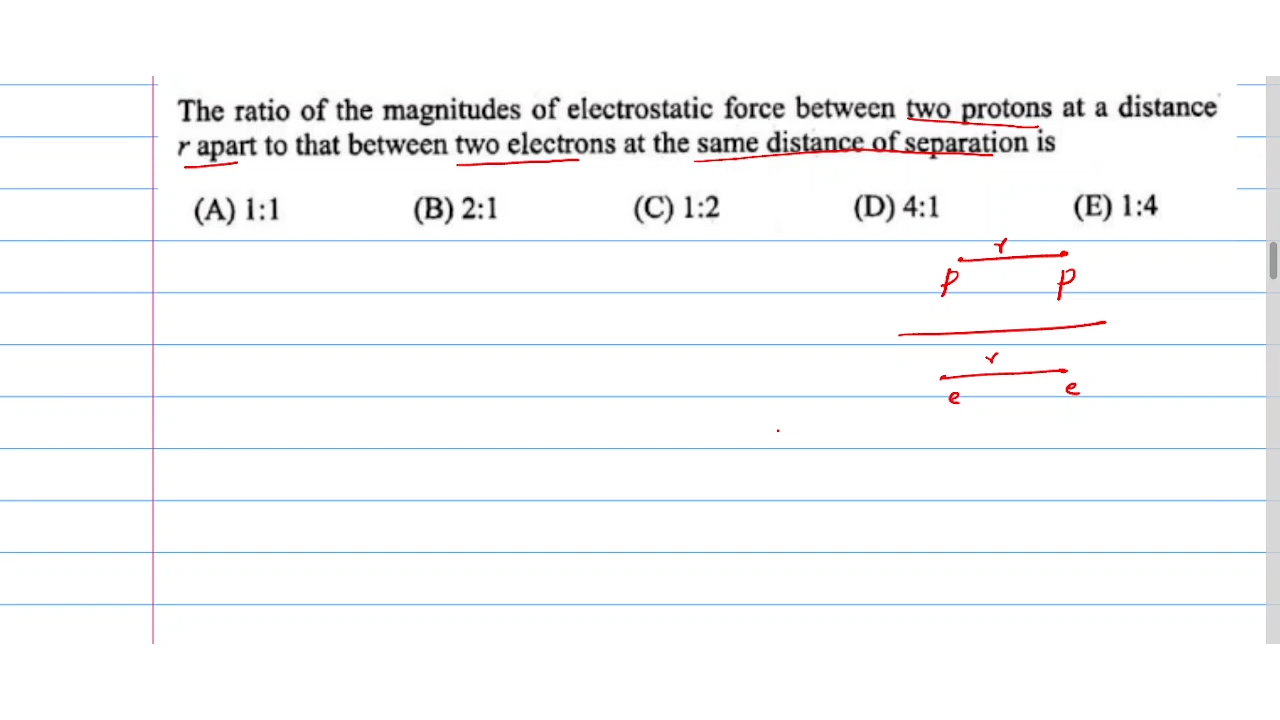 The ratio of the magnitudes of electrostatic force between two protons at a distance
r apart to that between two electrons at the same distance of separation is
(A) 1:1 (B) 2:1 (C) 1:2 (D) 4:1 (E) 1:4
r
p p
r
e e